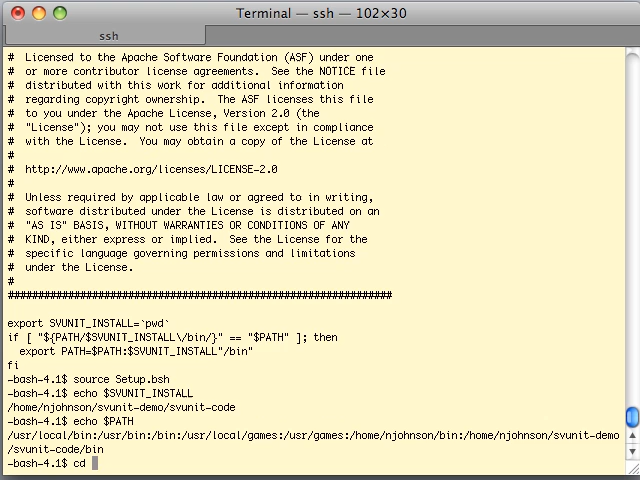 Terminal — ssh — 102×30
ssh
#  Licensed to the Apache Software Foundation (ASF) under one
#  or more contributor license agreements.  See the NOTICE file
#  distributed with this work for additional information
#  regarding copyright ownership.  The ASF licenses this file
#  to you under the Apache License, Version 2.0 (the
#  "License"); you may not use this file except in compliance
#  with the License.  You may obtain a copy of the License at
#
#  http://www.apache.org/licenses/LICENSE-2.0
#
#  Unless required by applicable law or agreed to in writing,
#  software distributed under the License is distributed on an
#  "AS IS" BASIS, WITHOUT WARRANTIES OR CONDITIONS OF ANY
#  KIND, either express or implied.  See the License for the
#  specific language governing permissions and limitations
#  under the License.
#
################################################################
export SVUNIT_INSTALL=`pwd`
if [ "${PATH/$SVUNIT_INSTALL\/bin/}" == "$PATH" ]; then
  export PATH=$PATH:$SVUNIT_INSTALL"/bin"
fi
-bash-4.1$ source Setup.bsh
-bash-4.1$ echo $SVUNIT_INSTALL
/home/njohnson/svunit-demo/svunit-code
-bash-4.1$ echo $PATH
/usr/local/bin:/usr/bin:/bin:/usr/local/games:/usr/games:/home/njohnson/bin:/home/njohnson/svunit-demo
/svunit-code/bin
-bash-4.1$ cd